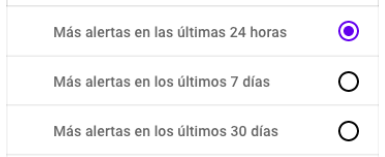 Más alertas en las últimas 24 horas
Más alertas en los últimos 7 días
Más alertas en los últimos 30 días